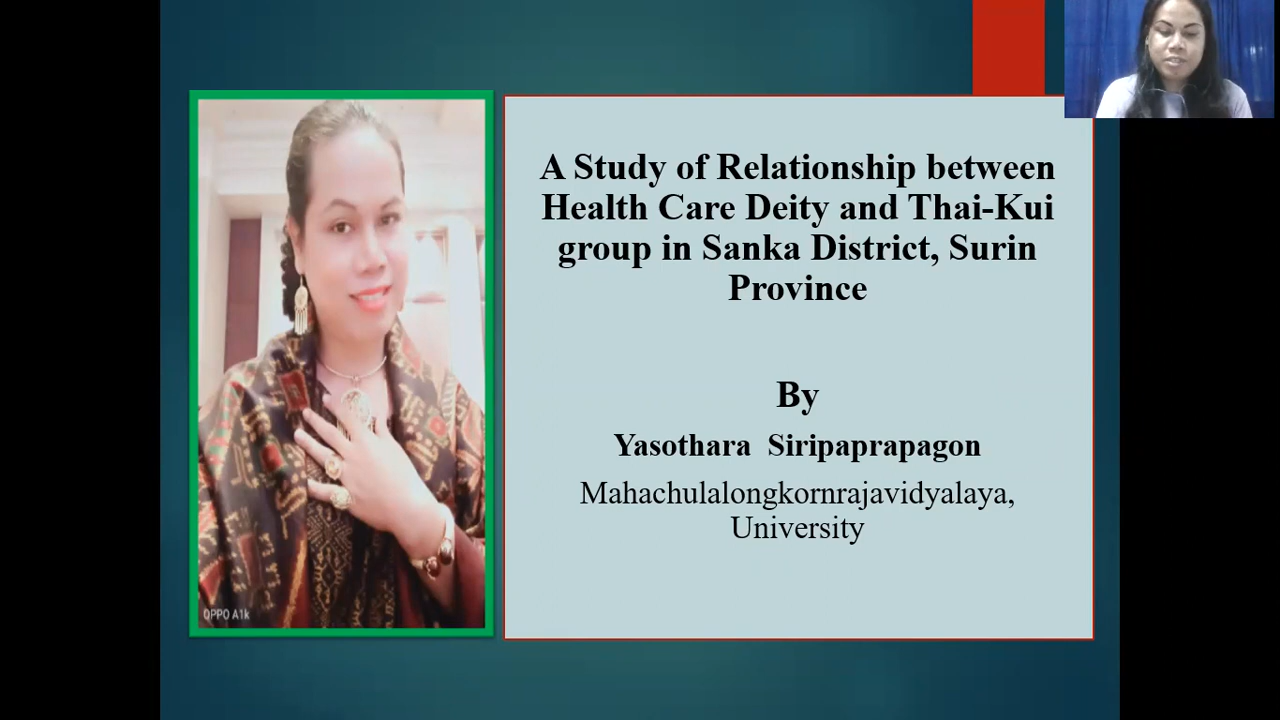 A Study of Relationship between
Health Care Deity and Thai-Kui
group in Sanka District, Surin
Province
By
Yasothara Siripaprapagon
Mahachulalongkornrajavidyalaya,
University
OPPO A1k